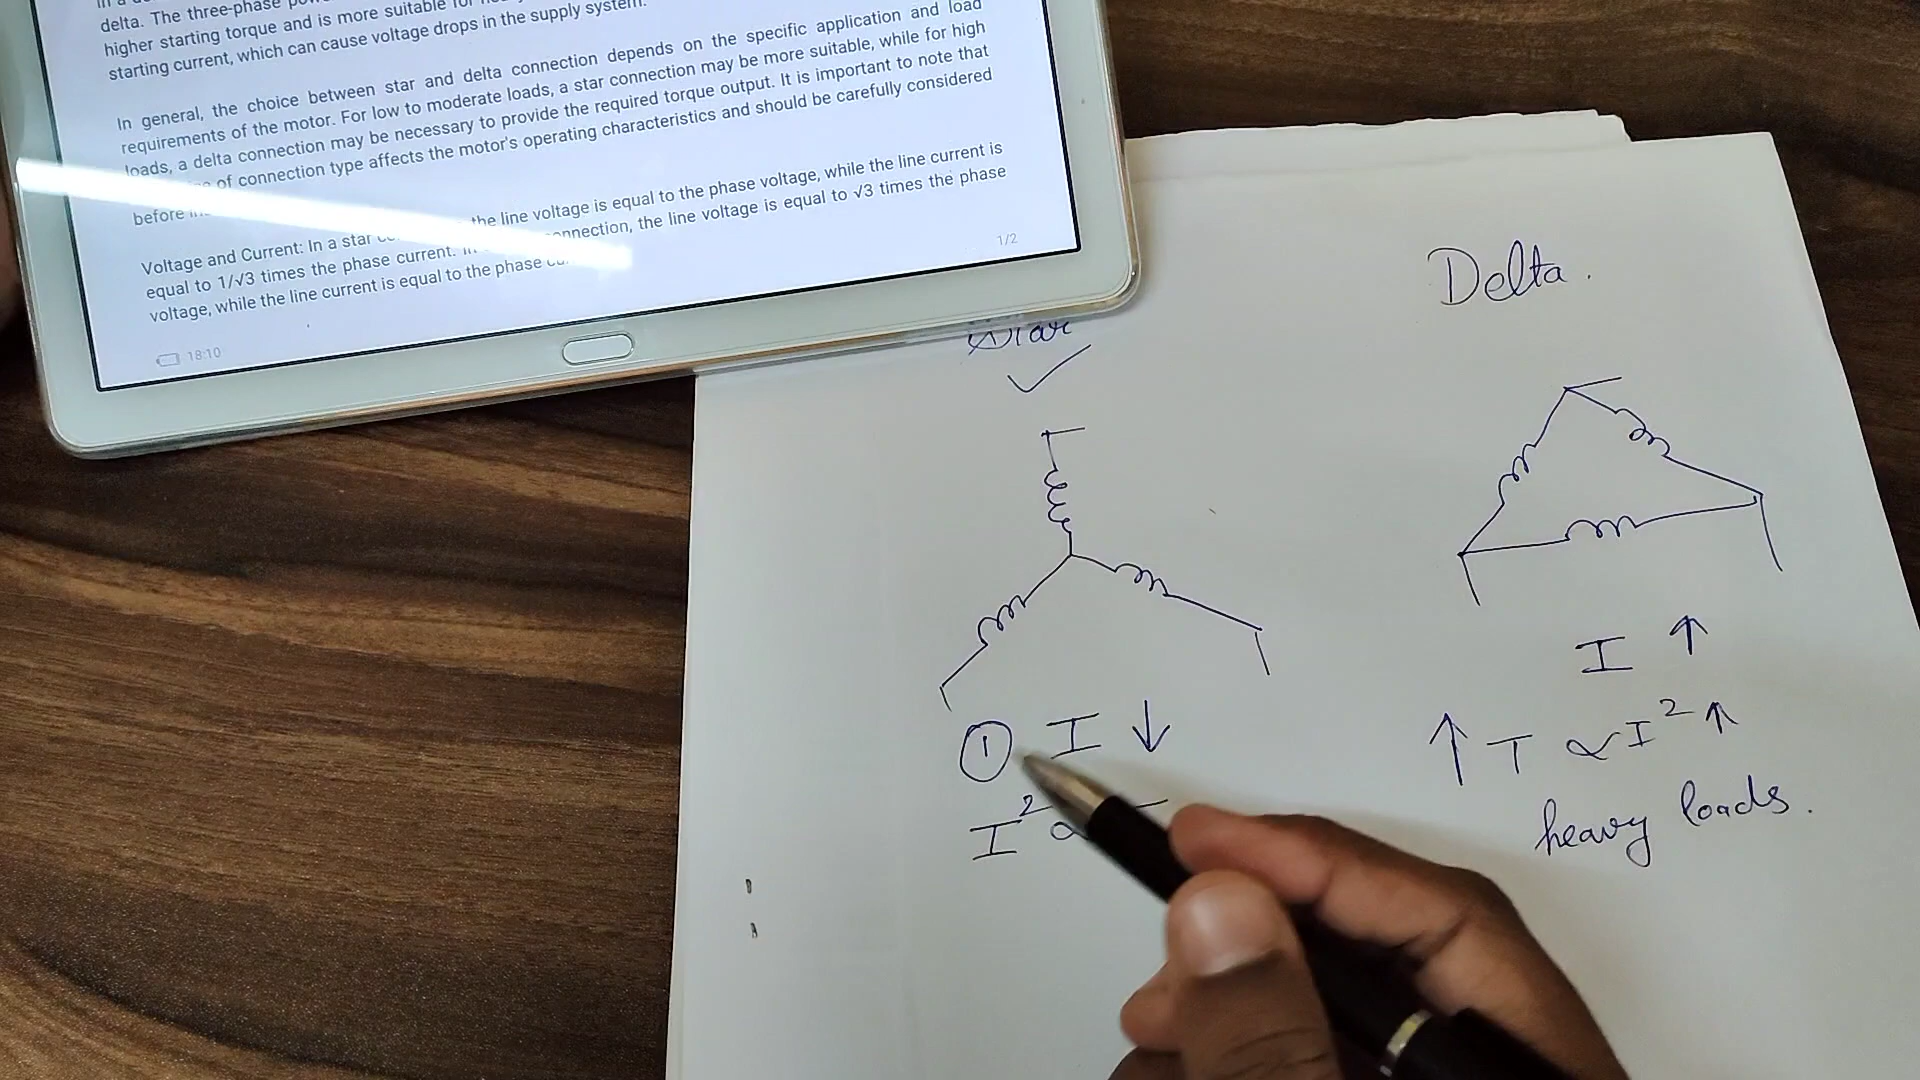 delta. The three-phase
higher starting torque and is more suitable
starting current, which can cause voltage drops in the supply system.
In general, the choice between star and delta connection depends on the specific application and load
requirements of the motor. For low to moderate loads, a star connection may be more suitable, while for high
loads, a delta connection may be necessary to provide the required torque output. It is important to note that
of connection type affects the motor's operating characteristics and should be carefully considered
before
Voltage and Current: In a star the line voltage is equal to the phase voltage, while the line current is
equal to 1/√3 times the phase current. the line voltage is equal to √3 times the phase
voltage, while the line current is equal to the phase
1/2
18:10
Star
Delta.
① I ↓
I² ∝
I ↑
↑ T ∝ I² ↑
heavy loads.